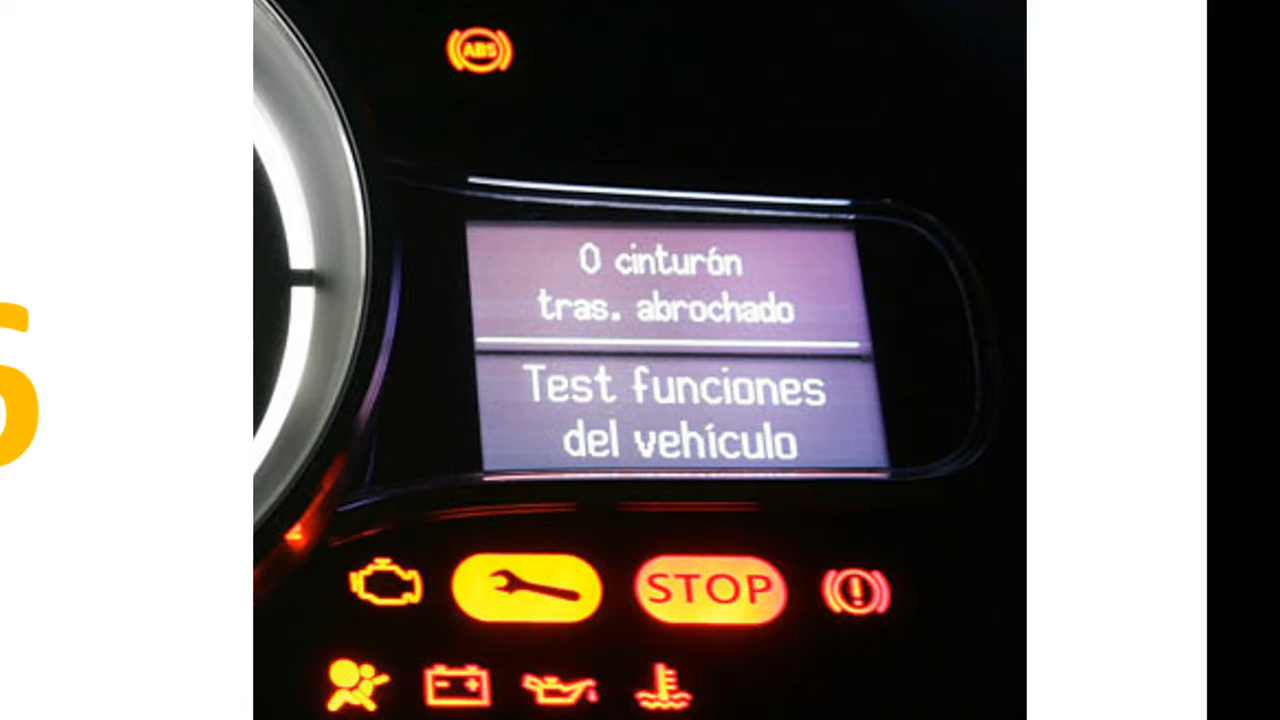 ABS
0 cinturón
tras. abrochado
Test funciones
del vehículo
STOP